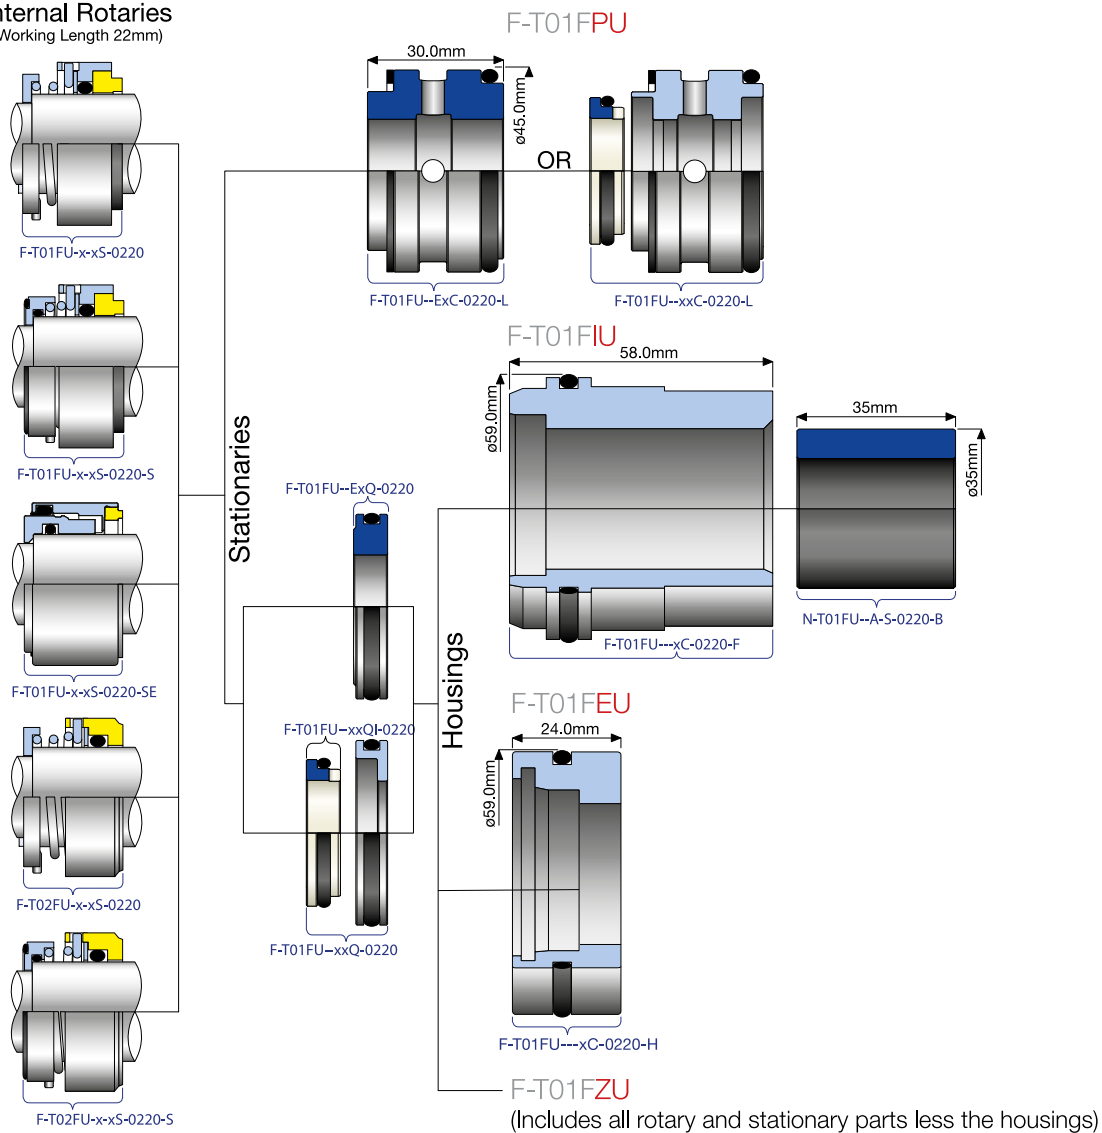 nternal Rotaries
Working Length 22mm)
F-T01FU-x-xS-0220
F-T01FU-x-xS-0220-S
F-T01FU-x-xS-0220-SE
F-T02FU-x-xS-0220
F-T02FU-x-xS-0220-S
Stationaries
F-T01FPU
30.0mm
ø45.0mm
OR
F-T01FU--ExC-0220-L
F-T01FU--xxC-0220-L
F-T01FU--ExQ-0220
F-T01FU--xxQI-0220
F-T01FU--xxQ-0220
Housings
F-T01FIU
58.0mm
ø59.0mm
35mm
ø35mm
F-T01FU---xC-0220-F
N-T01FU--A-S-0220-B
F-T01FEU
24.0mm
ø59.0mm
F-T01FU---xC-0220-H
F-T01FZU
(Includes all rotary and stationary parts less the housings)